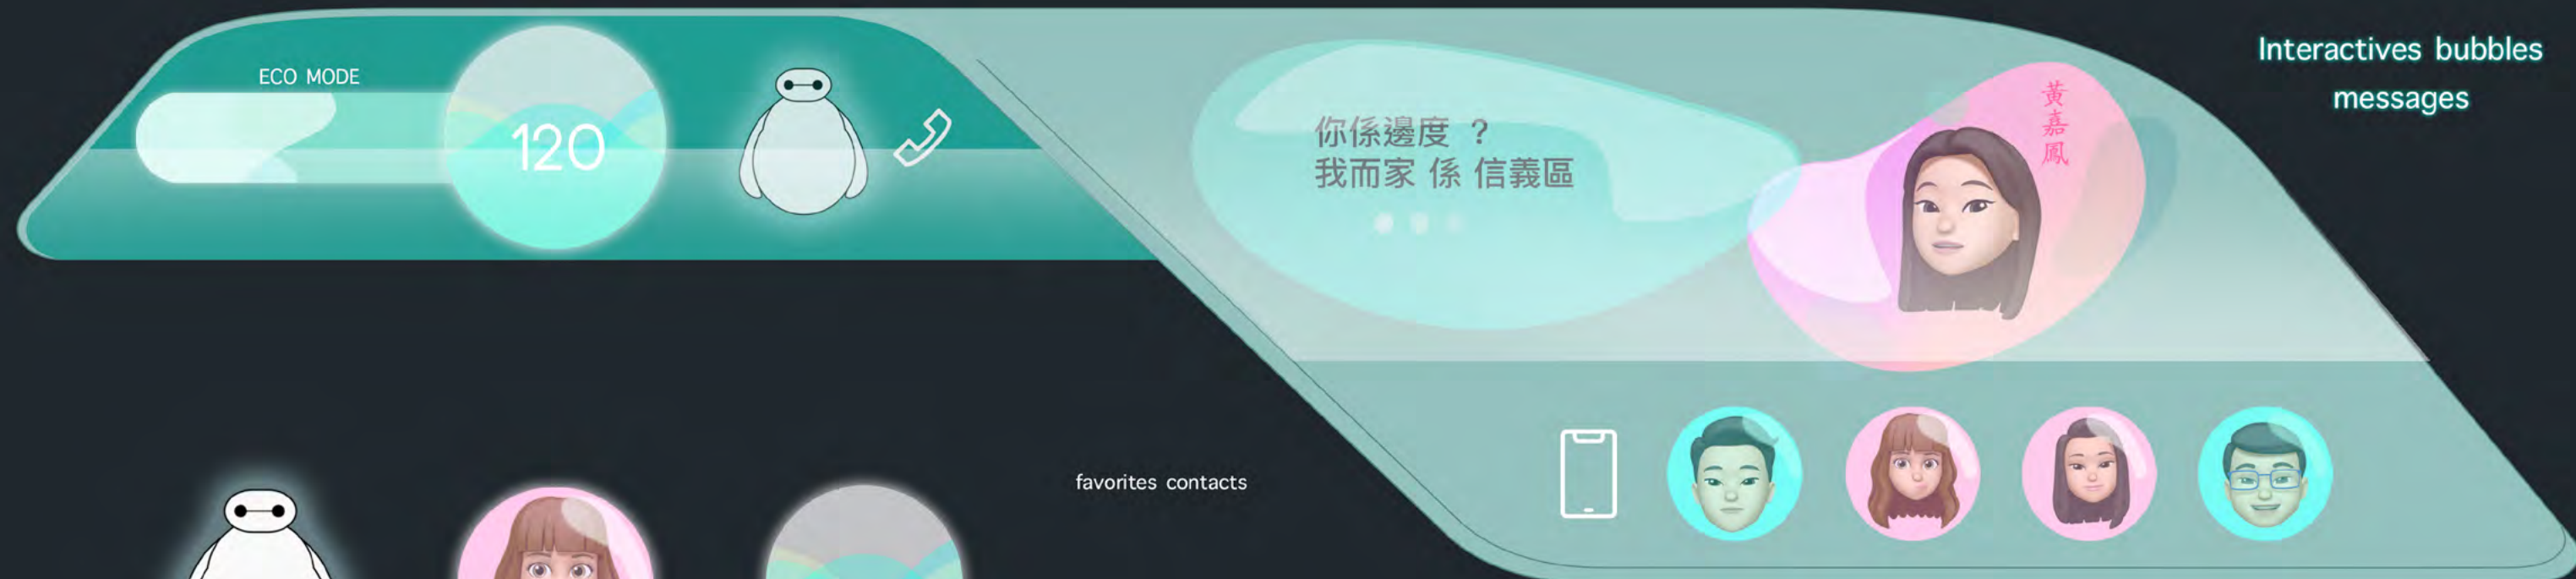 ECO MODE
120
你係邊度 ？
我而家 係 信義區
黃嘉鳳
Interactives bubbles
messages
favorites contacts